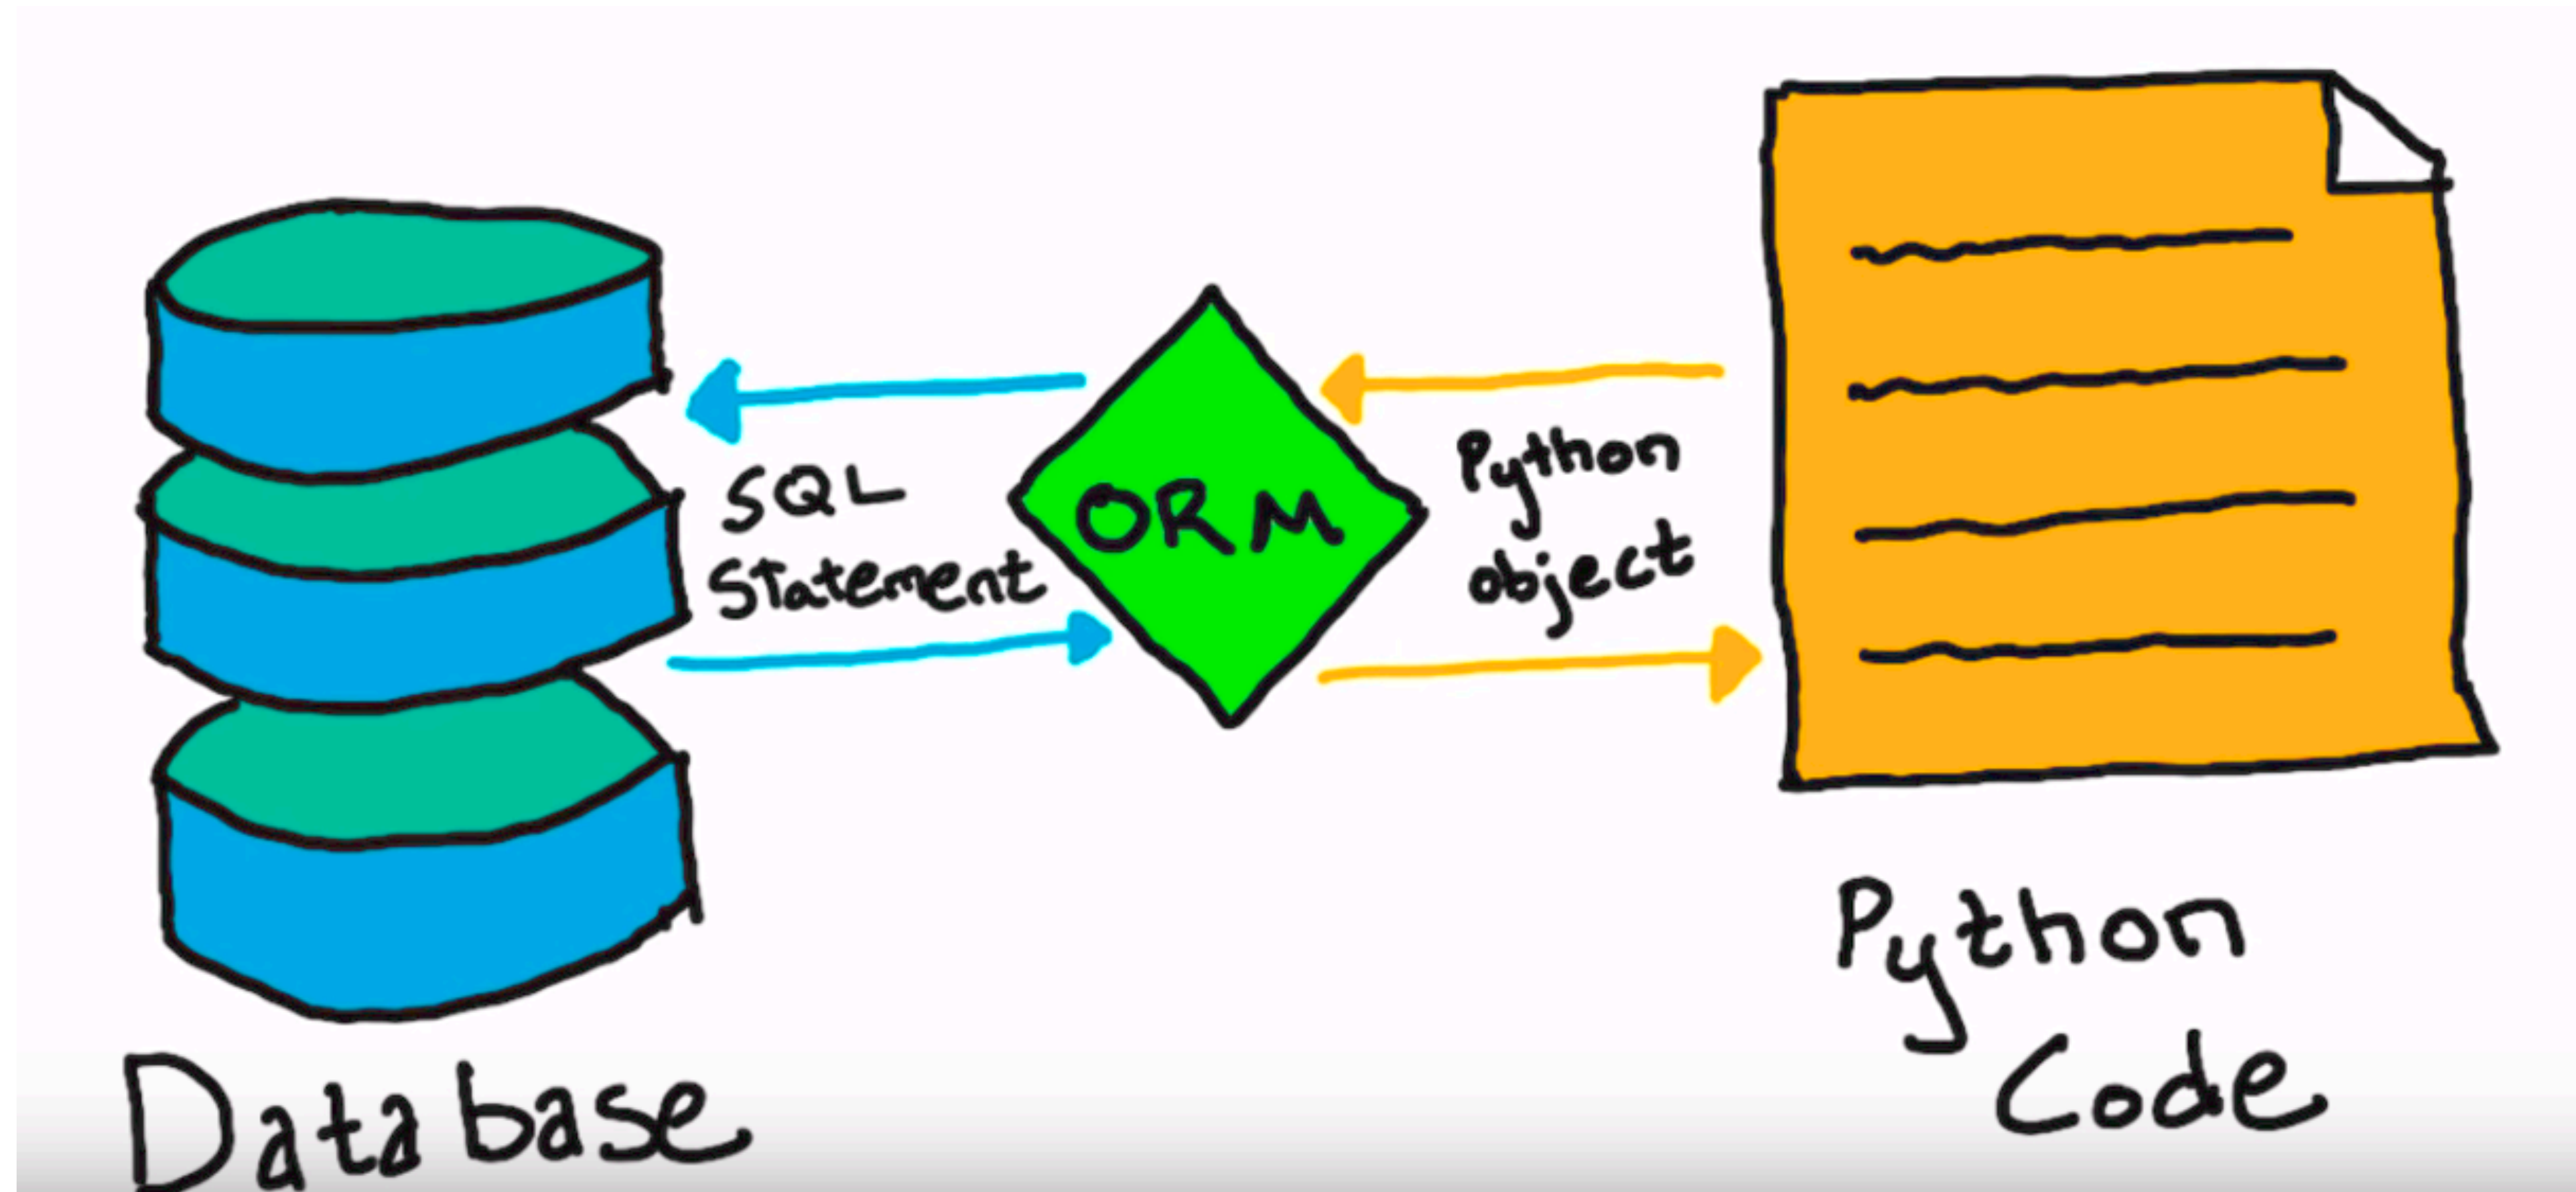 SQL
Statement
ORM
Python
object
Database
Python
Code